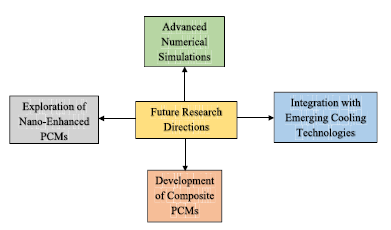 Advanced
Numerical
Simulations
Exploration of
Nano-Enhanced
PCMs
Future Research
Directions
Integration with
Emerging Cooling
Technologies
Development
of Composite
PCMs